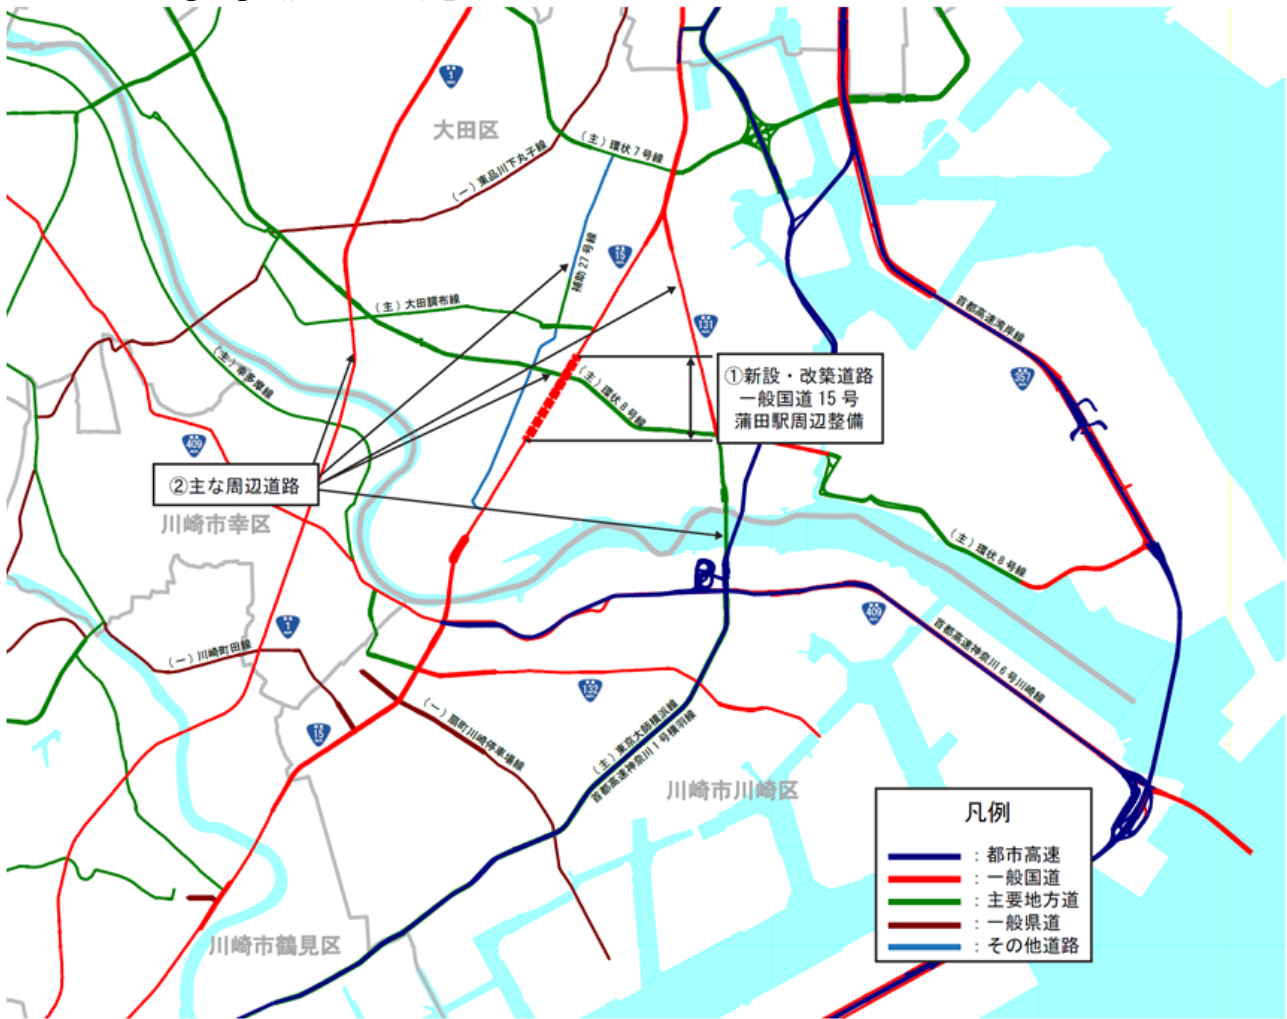 1
大田区
(主)環状7号線
(一)東品川下丸子線
補助27号線
15
(主)大田調布線
131
首都高速湾岸線
357
(主)幸多摩線
(主)環状8号線
①新設・改築道路
一般国道15号
蒲田駅周辺整備
409
②主な周辺道路
川崎市幸区
(主)環状8号線
1
409
(一)川崎町田線
首都高速神奈川6号川崎線
132
15
(一)扇町川崎停車場線
(主)東京大師横浜線
首都高速神奈川1号横羽線
川崎市川崎区
凡例
:都市高速
:一般国道
:主要地方道
:一般県道
:その他道路
川崎市鶴見区